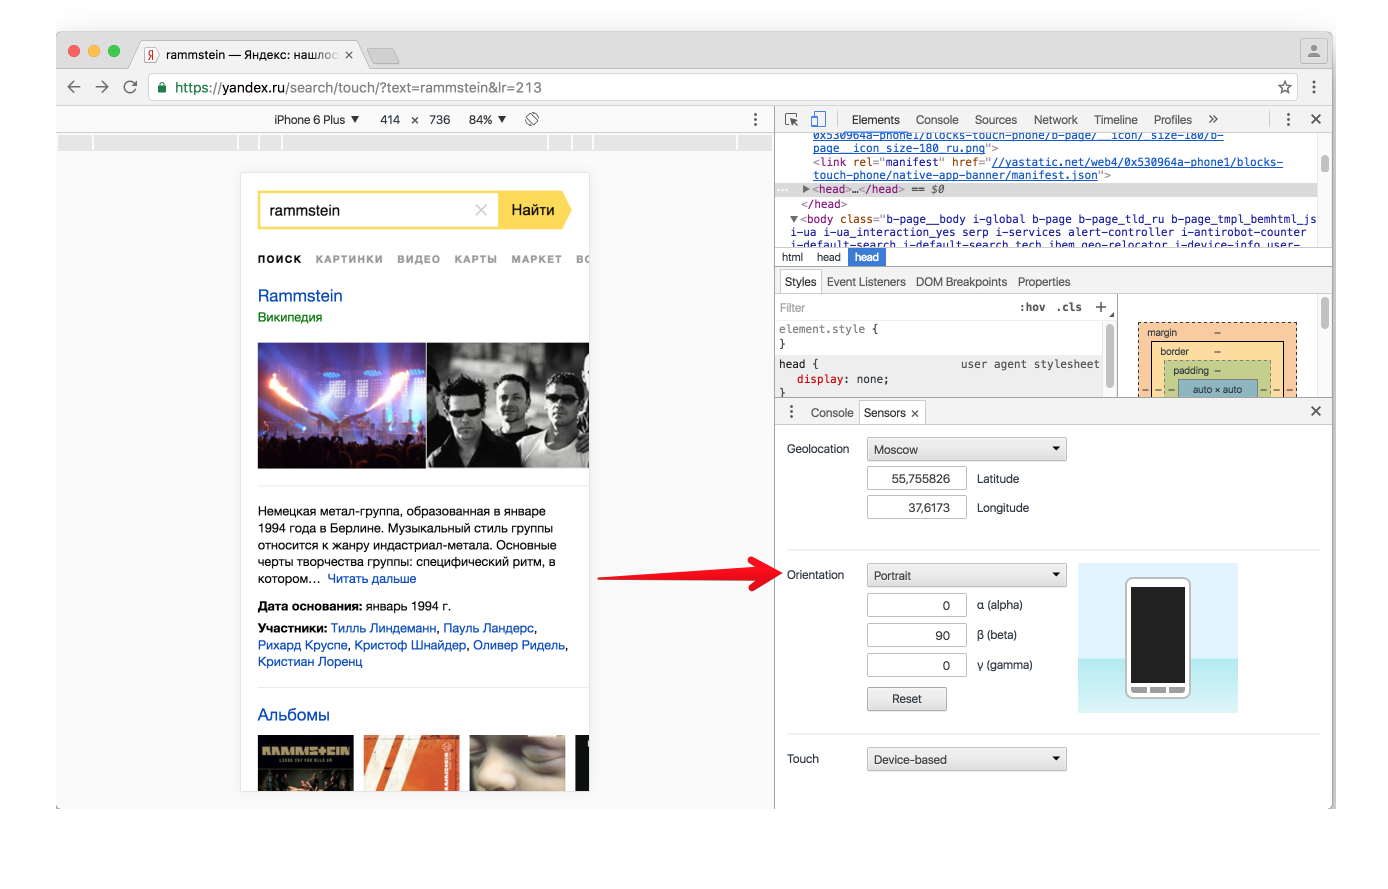 Я rammstein — Яндекс: нашлос ×
https://yandex.ru/search/touch/?text=rammstein&lr=213
iPhone 6 Plus ▼ 414 × 736 84% ▼
rammstein
Найти
ПОИСК КАРТИНКИ ВИДЕО КАРТЫ МАРКЕТ ВС
Rammstein
Википедия
Немецкая метал-группа, образованная в январе
1994 года в Берлине. Музыкальный стиль группы
относится к жанру индастриал-метала. Основные
черты творчества группы: специфический ритм, в
котором… Читать дальше
Дата основания: январь 1994 г.
Участники: Тилль Линдеманн, Пауль Ландерс,
Рихард Круспе, Кристоф Шнайдер, Оливер Ридель,
Кристиан Лоренц
Альбомы
RAMMSTEIN
LIEBE IST FÜR ALLE DA
Elements Console Sources Network Timeline Profiles »
0x530964a-phone1/blocks-touch-phone/b-page/__icon/_size-180/b-
page__icon_size-180_ru.png">
<link rel="manifest" href="//yastatic.net/web4/0x530964a-phone1/blocks-
touch-phone/native-app-banner/manifest.json">
… ▶<head>…</head> == $0
</head>
▼<body class="b-page__body i-global b-page b-page_tld_ru b-page_tmpl_bemhtml_js
i-ua i-ua_interaction_yes serp i-services alert-controller i-antirobot-counter
i-default-search i-default-search_tech_ibem geo-relocator i-device-info user-
html head head
Styles Event Listeners DOM Breakpoints Properties
Filter :hov .cls +
element.style {
}
head { user agent stylesheet
display: none;
}
margin –
border –
padding –
– – – auto × auto – – –
Console Sensors ×
Geolocation Moscow
55,755826 Latitude
37,6173 Longitude
Orientation Portrait
0 α (alpha)
90 β (beta)
0 γ (gamma)
Reset
Touch Device-based